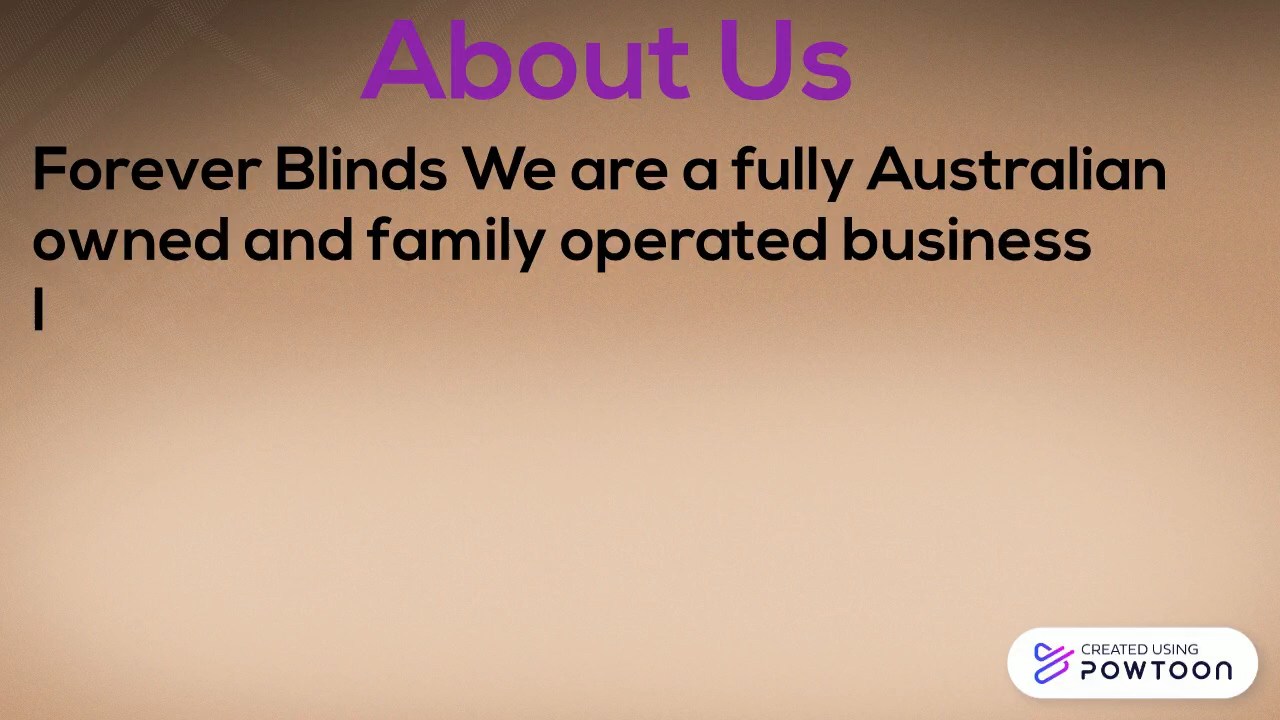 About Us
Forever Blinds We are a fully Australian
owned and family operated business
I
CREATED USING
POWTOON